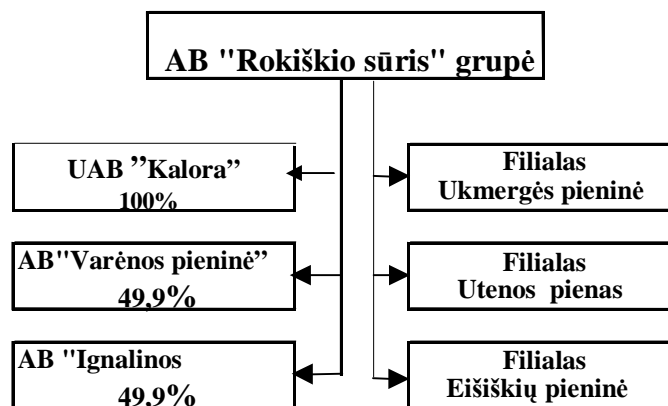 AB "Rokiškio sūris" grupė
UAB ”Kalora”
100%
AB"Varėnos pieninė”
49,9%
AB "Ignalinos
49,9%
Filialas
Ukmergės pieninė
Filialas
Utenos pienas
Filialas
Eišiškių pieninė